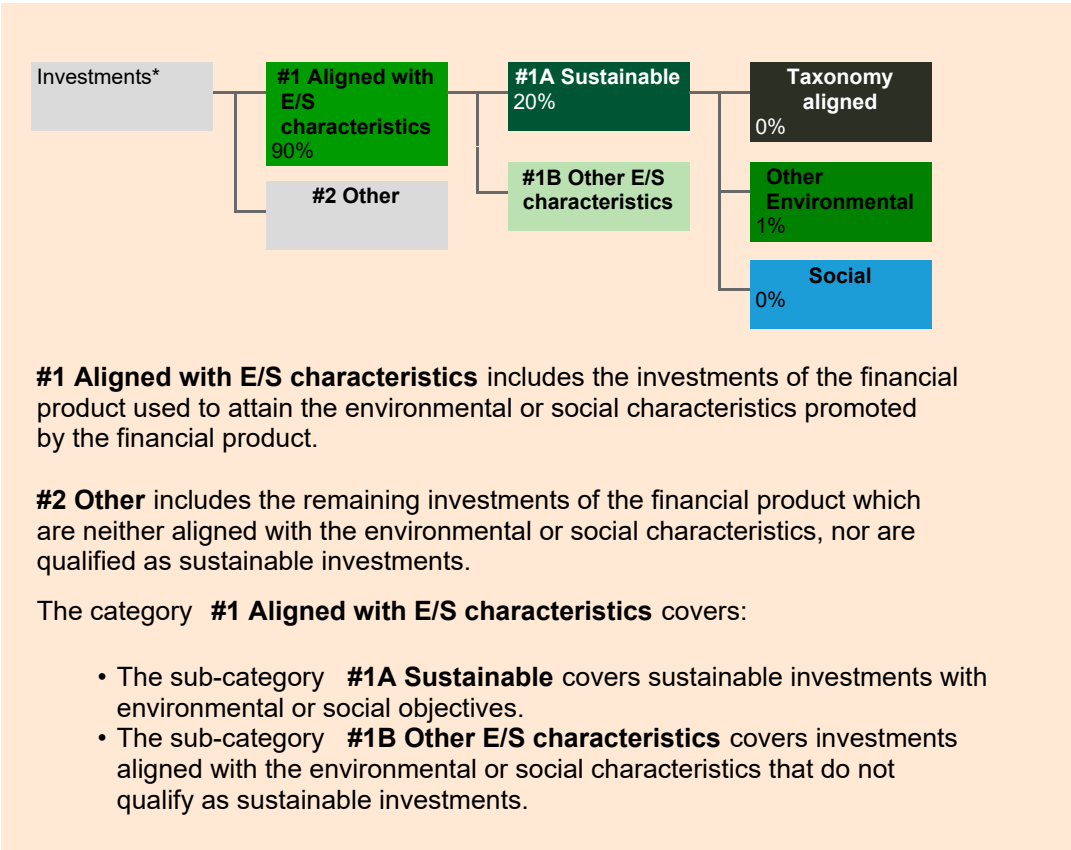 Investments*
#1 Aligned with
E/S
characteristics
90%
#2 Other
#1A Sustainable
20%
#1B Other E/S
characteristics
Taxonomy
aligned
0%
Other
Environmental
1%
Social
0%
#1 Aligned with E/S characteristics includes the investments of the financial
product used to attain the environmental or social characteristics promoted
by the financial product.
#2 Other includes the remaining investments of the financial product which
are neither aligned with the environmental or social characteristics, nor are
qualified as sustainable investments.
The category #1 Aligned with E/S characteristics covers:
• The sub-category #1A Sustainable covers sustainable investments with
environmental or social objectives.
• The sub-category #1B Other E/S characteristics covers investments
aligned with the environmental or social characteristics that do not
qualify as sustainable investments.